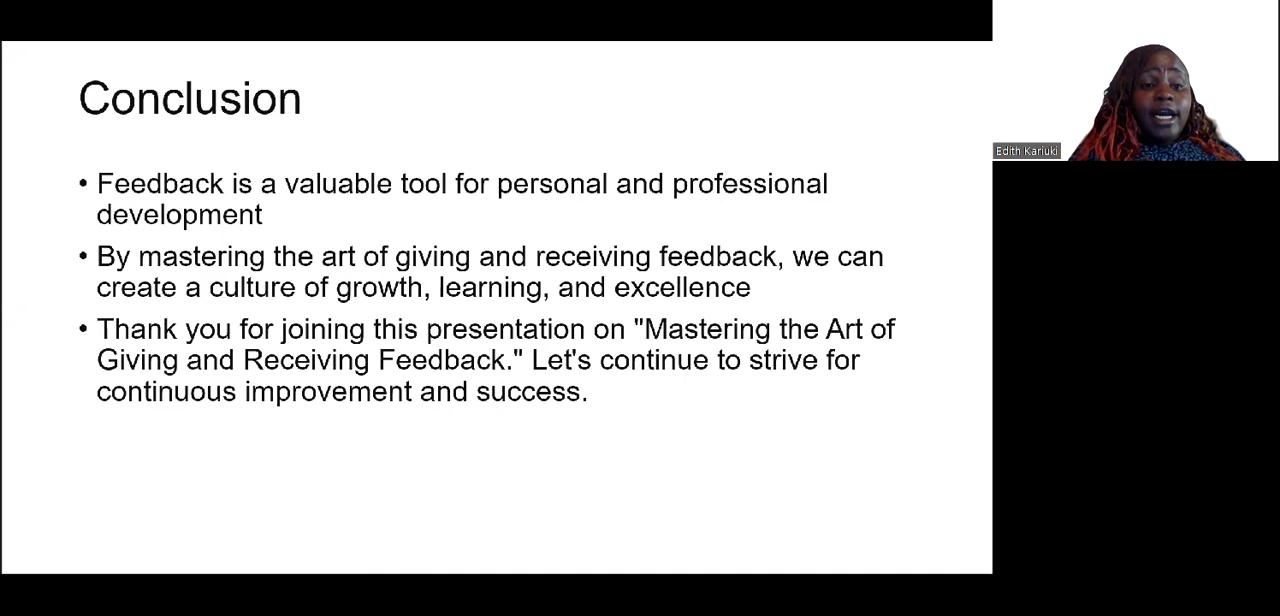 Conclusion
• Feedback is a valuable tool for personal and professional
development
• By mastering the art of giving and receiving feedback, we can
create a culture of growth, learning, and excellence
• Thank you for joining this presentation on "Mastering the Art of
Giving and Receiving Feedback." Let's continue to strive for
continuous improvement and success.
Edith Kariuki